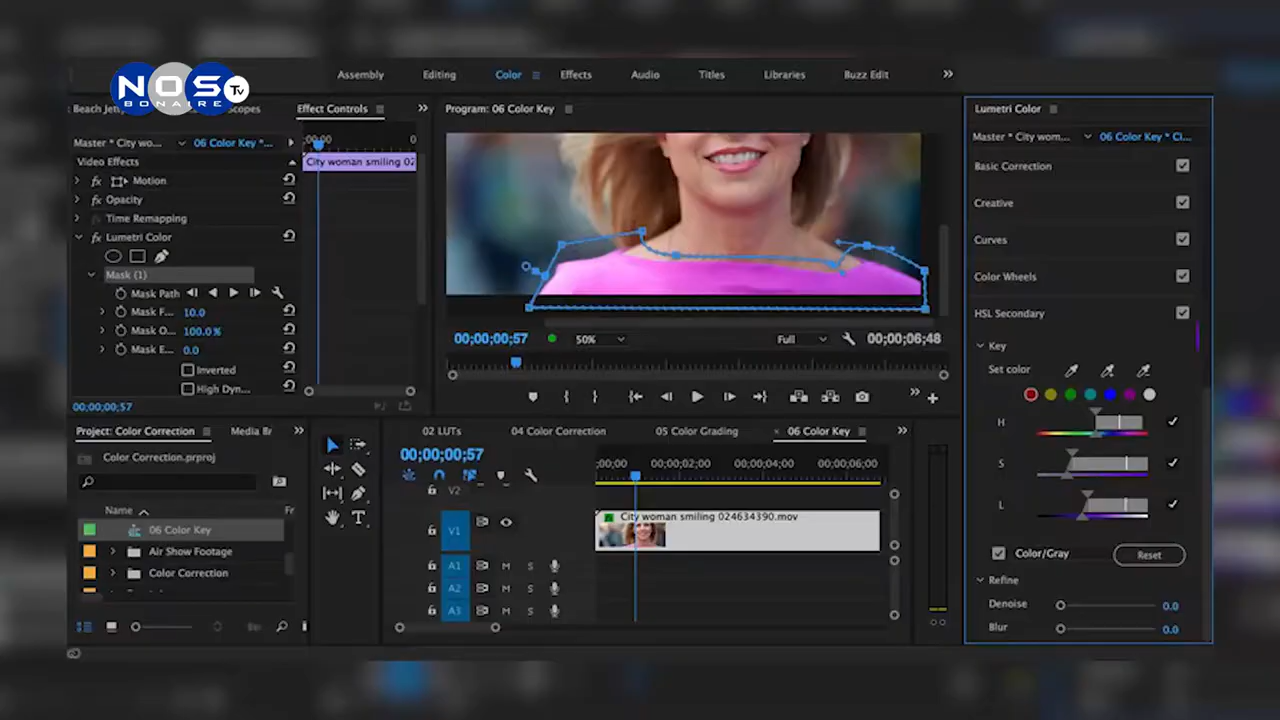 NOS TV
BONAIRE
Assembly
Editing
Color
Effects
Audio
Titles
Libraries
Buzz Edit
Effect Controls
Program: 06 Color Key
Lumetri Color
Master * City wo...
06 Color Key *...
Video Effects
fx Motion
fx Opacity
Time Remapping
fx Lumetri Color
Mask (1)
Mask Path
Mask F... 10.0
Mask O... 100.0 %
Mask E... 0.0
Inverted
High Dyn...
00;00;00;57
:00;00
City woman smiling 02
00;00;00;57
50%
Full
00;00;06;48
Master * City wom...
06 Color Key * Cl...
Basic Correction
Creative
Curves
Color Wheels
HSL Secondary
Key
Set color
H
S
L
Color/Gray
Reset
Refine
Denoise 0.0
Blur 0.0
Project: Color Correction
Media Br
Color Correction.prproj
Name
Fr
06 Color Key
Air Show Footage
Color Correction
02 LUTs
04 Color Correction
05 Color Grading
06 Color Key
00;00;00;57
;00;00
00;00;02;00
00;00;04;00
00;00;06;00
V2
V1
City woman smiling 024634390.mov
A1 M S
A2 M S
A3 M S